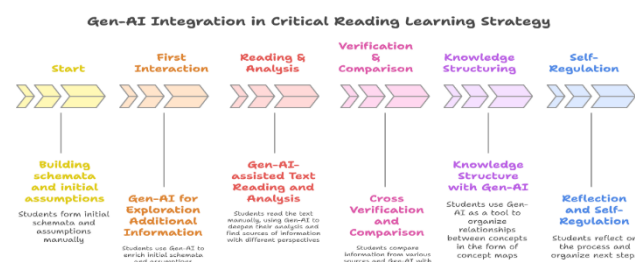 Gen-AI Integration in Critical Reading Learning Strategy
Start
First
Interaction
Reading &
Analysis
Verification
&
Comparison
Knowledge
Structuring
Self-
Regulation
Building
schemata
and initial
assumptions
Students form initial
schemata and
assumptions
manually
Gen-AI for
Exploration
Additional
Information
Students use Gen-AI to
enrich initial schemata
and assumptions
Gen-AI-
assisted Text
Reading and
Analysis
Students read the text
manually, using Gen-AI to
deepen their analysis and
find sources of information
with different perspectives
Cross
Verification
and
Comparison
Students compare
information from various
sources and Gen-AI with
Knowledge
Structure
with Gen-AI
Students use Gen-
AI as a tool to
organize
relationships
between concepts
in the form of
concept maps
Reflection
and Self-
Regulation
Students reflect on
the process and
organize next step